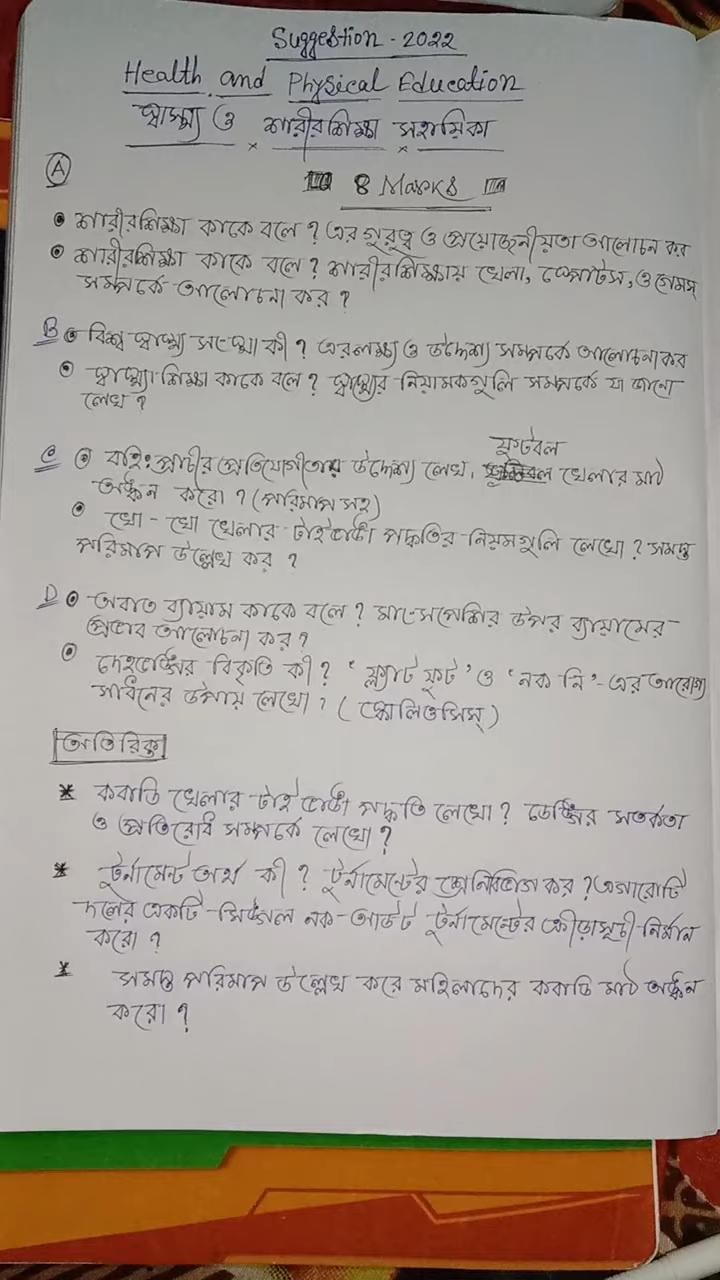 Suggestion - 2022
Health and Physical Education
স্বাস্থ্য ও শারীরশিক্ষা সহায়িকা
A
8 Marks
শারীরশিক্ষা কাকে বলে ? এর গুরুত্ব ও প্রয়োজনীয়তা আলোচনা কর
শারীরশিক্ষা কাকে বলে ? শারীরশিক্ষায় খেলা, স্পোর্টস, ও গেমস্
সম্পর্কে আলোচনা কর ?
B বিশ্ব স্বাস্থ্য সংস্থা কী ? এর লক্ষ্য ও উদ্দেশ্য সম্পর্কে আলোচনা কর
স্বাস্থ্যশিক্ষা কাকে বলে ? স্বাস্থ্যের নিয়ামকগুলি সম্পর্কে যা জানো
লেখ ?
C বহিঃপ্রাচীর প্রতিযোগীতার উদ্দেশ্য লেখ, ফুটবল খেলার মাঠ
অঙ্কন করো ? (পরিমাপ সহ)
খো - খো খেলার টাইভাঙা পদ্ধতির নিয়মগুলি লেখো ? সমস্ত
পরিমাপ উল্লেখ কর ?
D অবাত ব্যায়াম কাকে বলে ? মাংসপেশির উপর ব্যায়ামের
প্রভাব আলোচনা কর ?
দেহভঙ্গির বিকৃতি কী ? 'ফ্ল্যাট ফুট' ও 'নক নি' - এর আরোগ্য
সাধনের উপায় লেখো ? (স্কোলিওসিস্)
অতিরিক্ত
* কবাডি খেলার টাই ভাঙা পদ্ধতি লেখো ? ডেঙ্গির সতর্কতা
ও প্রতিরোধ সম্পর্কে লেখো ?
* টুর্নামেন্ট অর্থ কী ? টুর্নামেন্টের শ্রেনিবিভাগ কর ? এগারোটি
দলের একটি সিঙ্গল নক-আউট টুর্নামেন্টের ক্রীড়াসূচী নির্মান
করো ?
* সমস্ত পরিমাপ উল্লেখ করে মহিলাদের কবাডি মাঠ অঙ্কন
করো ?